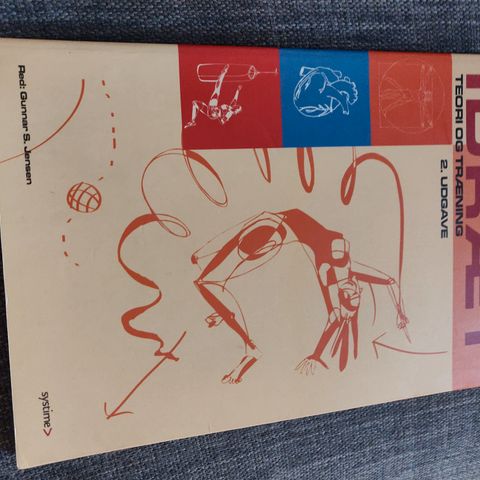 IDRÆT
TEORI OG TRÆNING
2. UDGAVE
Red: Gunnar S. Jensen
systime>